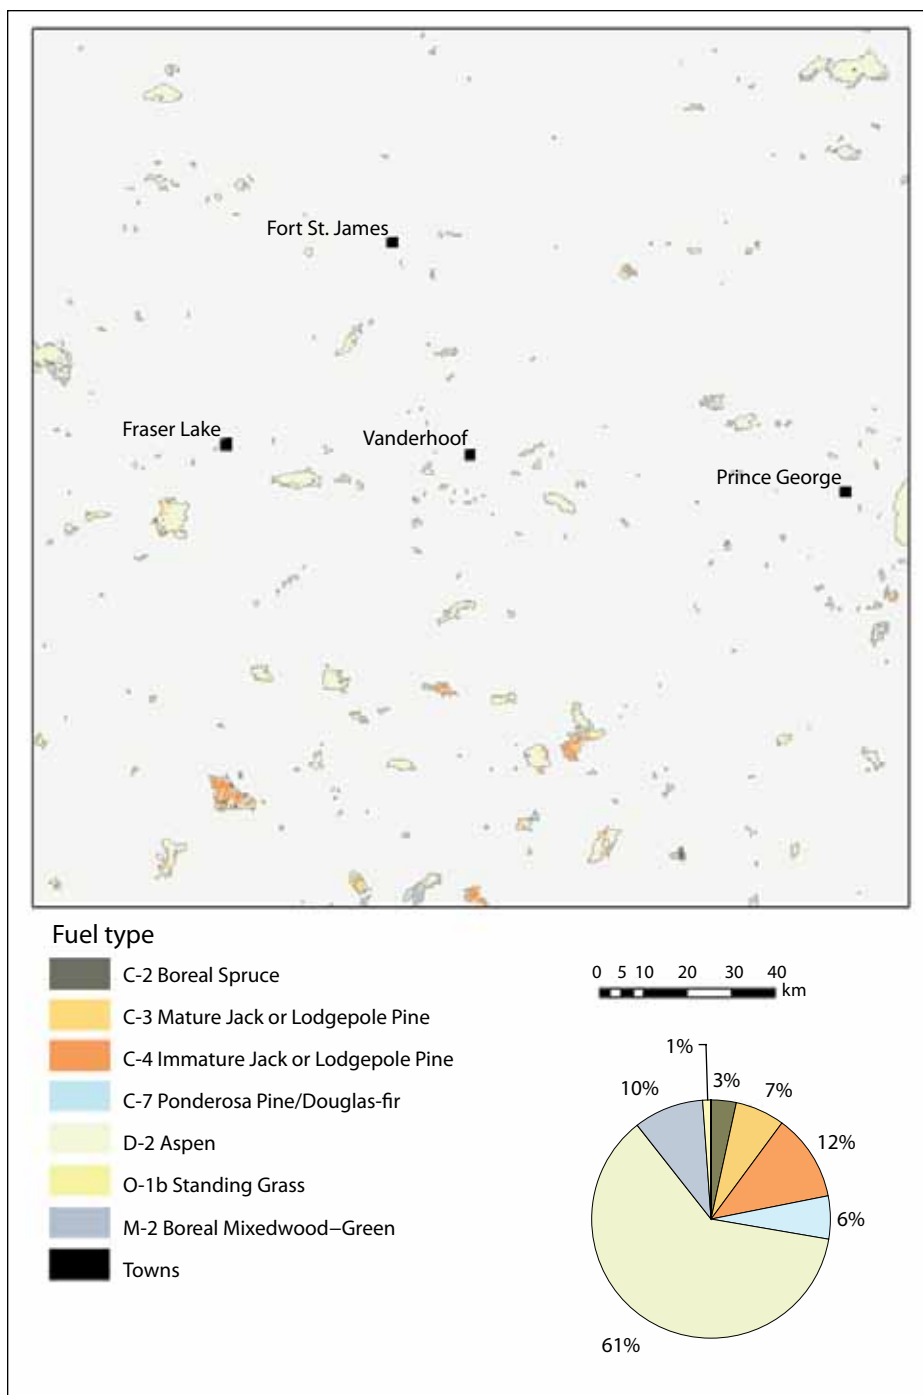 Fort St. James
Fraser Lake
Vanderhoof
Prince George
Fuel type
C-2 Boreal Spruce
C-3 Mature Jack or Lodgepole Pine
C-4 Immature Jack or Lodgepole Pine
C-7 Ponderosa Pine/Douglas-fir
D-2 Aspen
O-1b Standing Grass
M-2 Boreal Mixedwood–Green
Towns
0 5 10 20 30 40
km
1%
3%
7%
10%
12%
6%
61%